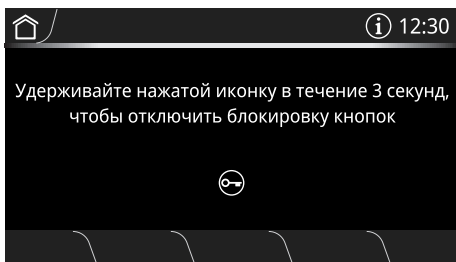 12:30
Удерживайте нажатой иконку в течение 3 секунд,
чтобы отключить блокировку кнопок